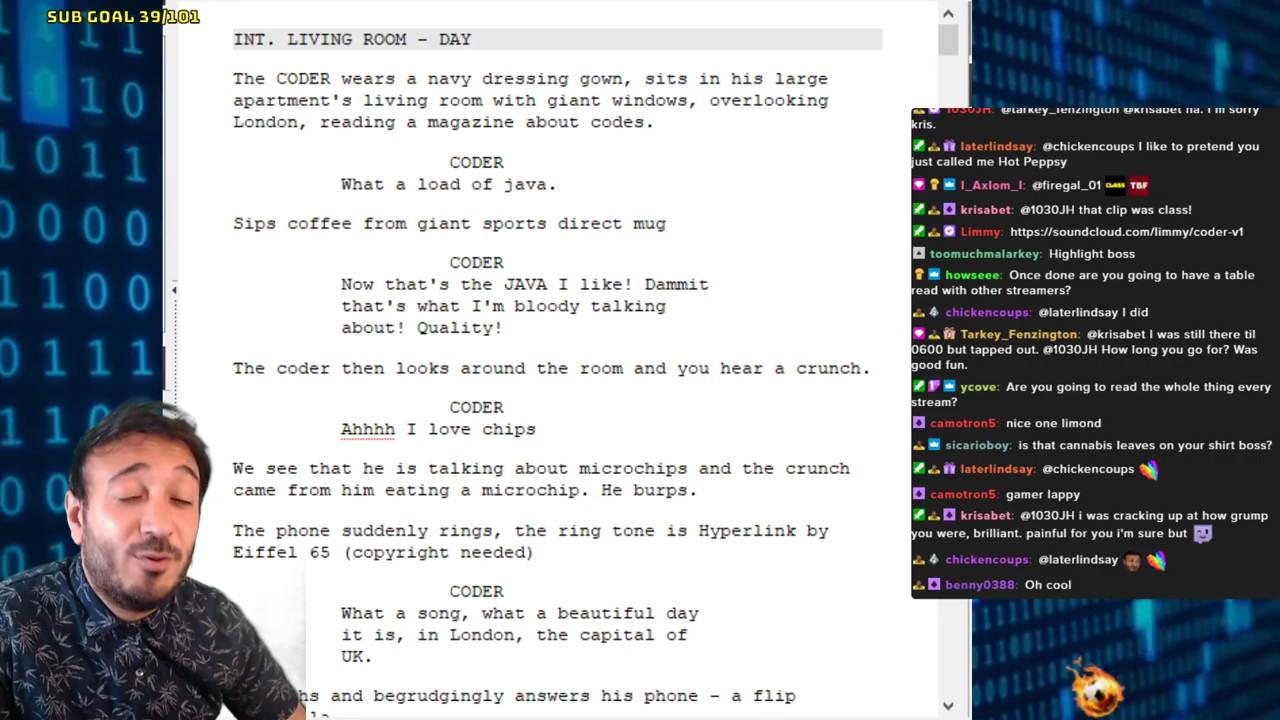 SUB GOAL 39/101
INT. LIVING ROOM - DAY
The CODER wears a navy dressing gown, sits in his large
apartment's living room with giant windows, overlooking
London, reading a magazine about codes.
CODER
What a load of java.
Sips coffee from giant sports direct mug
CODER
Now that's the JAVA I like! Dammit
that's what I'm bloody talking
about! Quality!
The coder then looks around the room and you hear a crunch.
CODER
Ahhhh I love chips
We see that he is talking about microchips and the crunch
came from him eating a microchip. He burps.
The phone suddenly rings, the ring tone is Hyperlink by
Eiffel 65 (copyright needed)
CODER
What a song, what a beautiful day
it is, in London, the capital of
UK.
and begrudgingly answers his phone - a flip
1030JH: @tarkey_fenzington @krisabet ha. I'm sorry
kris.
laterlindsay: @chickencoups I like to pretend you
just called me Hot Peppsy
I_AxIom_I: @firegal_01 CLASS TBF
krisabet: @1030JH that clip was class!
Limmy: https://soundcloud.com/limmy/coder-v1
toomuchmalarkey: Highlight boss
howseee: Once done are you going to have a table
read with other streamers?
chickencoups: @laterlindsay I did
Tarkey_Fenzington: @krisabet I was still there til
0600 but tapped out. @1030JH How long you go for? Was
good fun.
ycove: Are you going to read the whole thing every
stream?
camotron5: nice one limond
sicarioboy: is that cannabis leaves on your shirt boss?
laterlindsay: @chickencoups
camotron5: gamer lappy
krisabet: @1030JH i was cracking up at how grump
you were, brilliant. painful for you i'm sure but
chickencoups: @laterlindsay
benny0388: Oh cool